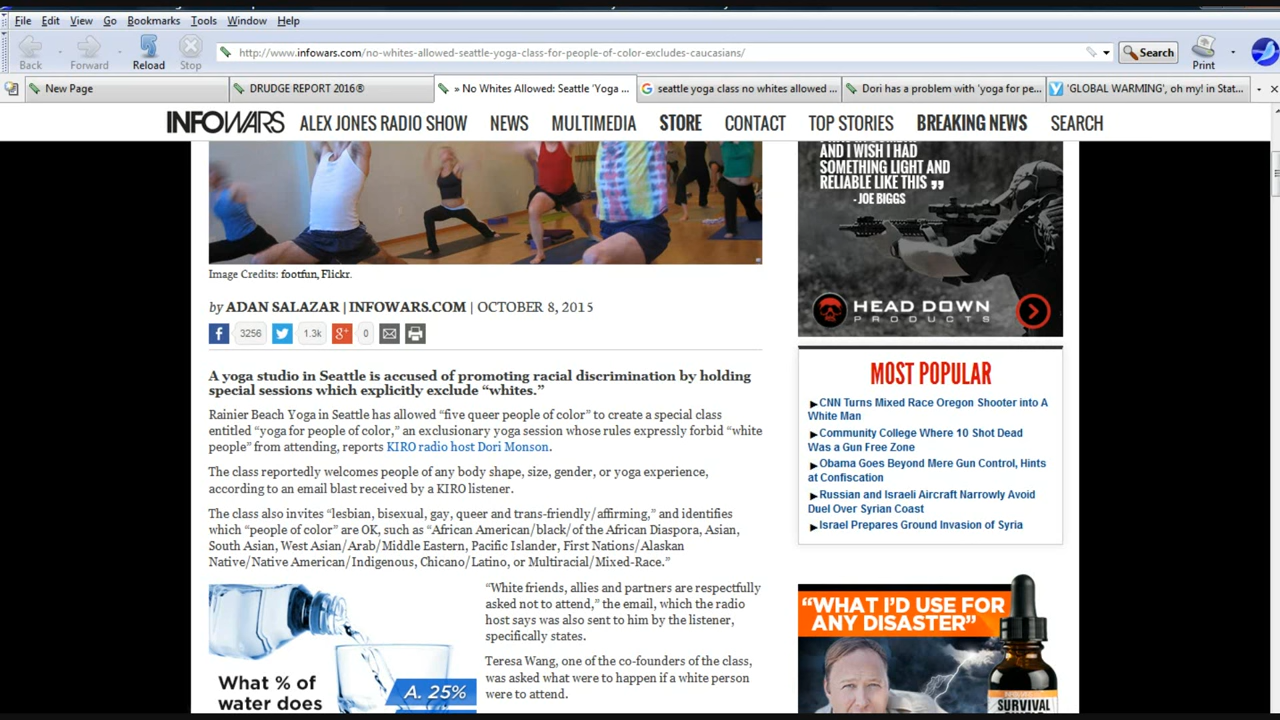 File Edit View Go Bookmarks Tools Window Help
Back Forward Reload Stop
http://www.infowars.com/no-whites-allowed-seattle-yoga-class-for-people-of-color-excludes-caucasians/
Search
Print
New Page
DRUDGE REPORT 2016®
» No Whites Allowed: Seattle 'Yoga ...
seattle yoga class no whites allowed ...
Dori has a problem with 'yoga for pe...
'GLOBAL WARMING', oh my! in Stat...
INFOWARS ALEX JONES RADIO SHOW NEWS MULTIMEDIA STORE CONTACT TOP STORIES BREAKING NEWS SEARCH
Image Credits: footfun, Flickr.
by ADAN SALAZAR | INFOWARS.COM | OCTOBER 8, 2015
3256 1.3k 0
A yoga studio in Seattle is accused of promoting racial discrimination by holding
special sessions which explicitly exclude “whites.”
Rainier Beach Yoga in Seattle has allowed “five queer people of color” to create a special class
entitled “yoga for people of color,” an exclusionary yoga session whose rules expressly forbid “white
people” from attending, reports KIRO radio host Dori Monson.
The class reportedly welcomes people of any body shape, size, gender, or yoga experience,
according to an email blast received by a KIRO listener.
The class also invites “lesbian, bisexual, gay, queer and trans-friendly/affirming,” and identifies
which “people of color” are OK, such as “African American/black/of the African Diaspora, Asian,
South Asian, West Asian/Arab/Middle Eastern, Pacific Islander, First Nations/Alaskan
Native/Native American/Indigenous, Chicano/Latino, or Multiracial/Mixed-Race.”
“White friends, allies and partners are respectfully
asked not to attend,” the email, which the radio
host says was also sent to him by the listener,
specifically states.
Teresa Wang, one of the co-founders of the class,
was asked what were to happen if a white person
were to attend.
What % of
water does
A. 25%
AND I WISH I HAD
SOMETHING LIGHT AND
RELIABLE LIKE THIS ”
- JOE BIGGS
HEAD DOWN
PRODUCTS
MOST POPULAR
CNN Turns Mixed Race Oregon Shooter into A
White Man
Community College Where 10 Shot Dead
Was a Gun Free Zone
Obama Goes Beyond Mere Gun Control, Hints
at Confiscation
Russian and Israeli Aircraft Narrowly Avoid
Duel Over Syrian Coast
Israel Prepares Ground Invasion of Syria
“WHAT I'D USE FOR
ANY DISASTER”
SURVIVAL